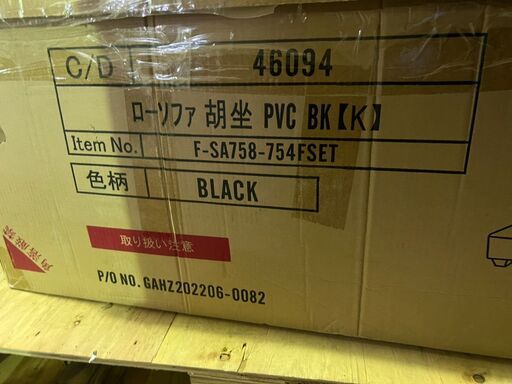 C/D 46094
ローソファ 胡坐 PVC BK【K】
Item No. F-SA758-754FSET
色柄 BLACK
取り扱い注意
P/O NO. GAHZ202206-0082